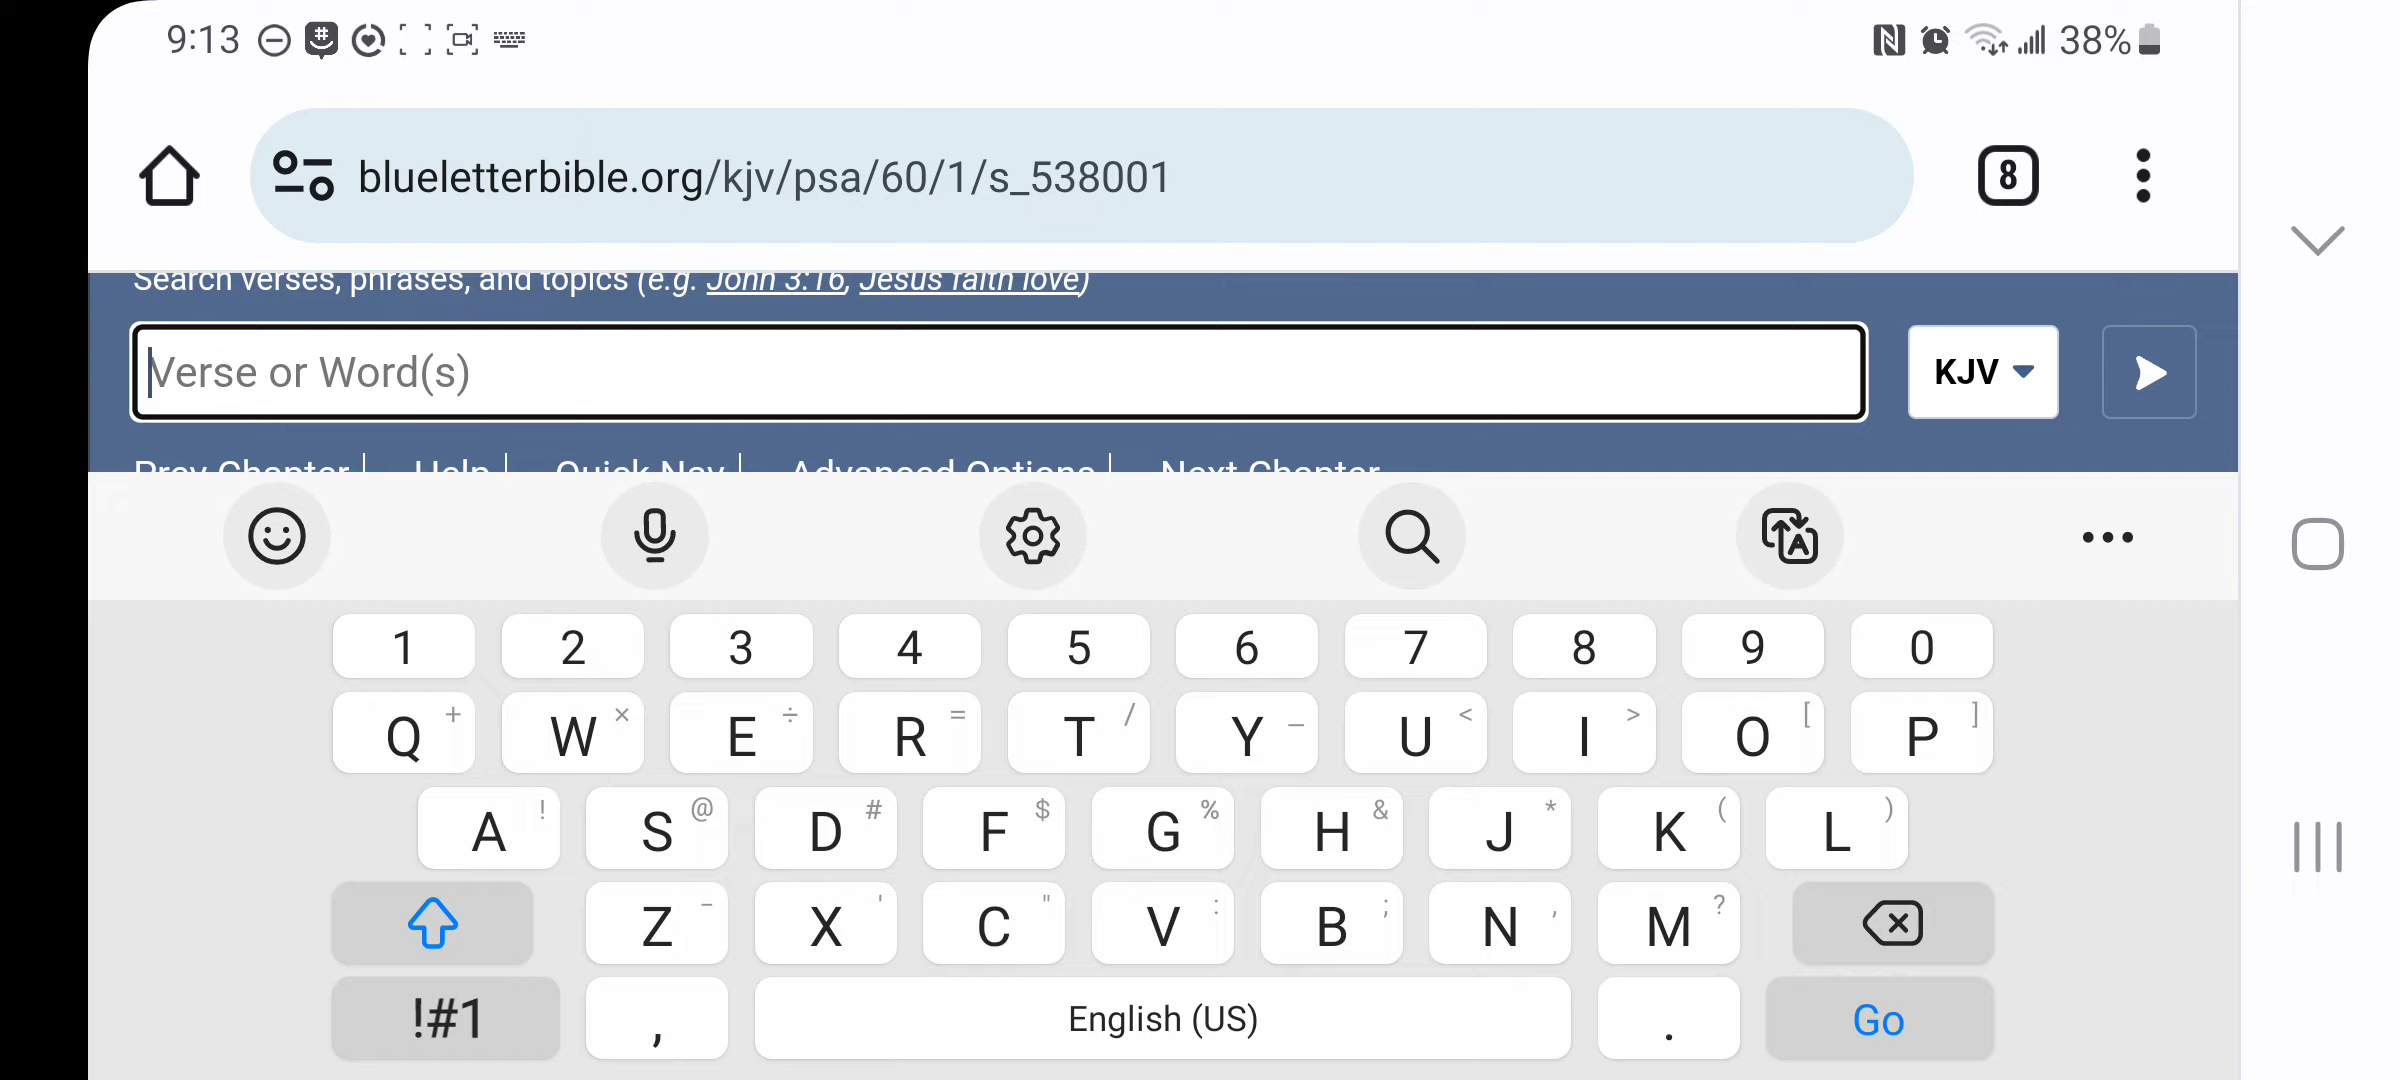 9:13 38%
blueletterbible.org/kjv/psa/60/1/s_538001 8
Search verses, phrases, and topics (e.g. John 3:16, Jesus faith love)
Verse or Word(s) KJV
Prev Chapter | Help | Quick Nav | Advanced Options | Next Chapter
1 2 3 4 5 6 7 8 9 0
Q + W × E ÷ R = T / Y _ U < I > O [ P ]
A ! S @ D # F $ G % H & J * K ( L )
Z - X ' C " V : B ; N , M ?
!#1 , English (US) . Go